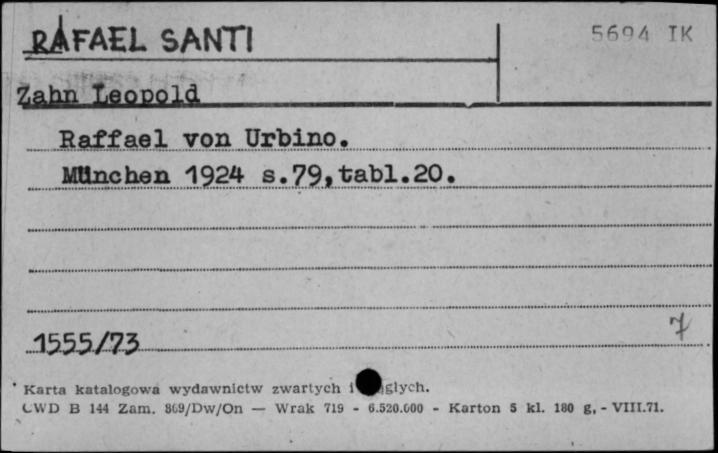 RAFAEL SANTI
5694 IK
Zahn Leopold
Raffael von Urbino.
München 1924 s.79,tabl.20.
1555/73
7
Karta katalogowa wydawnictw zwartych i głych.
CWD B 144 Zam. 869/Dw/On — Wrak 719 - 6.520.000 - Karton 5 kl. 180 g, - VIII.71.